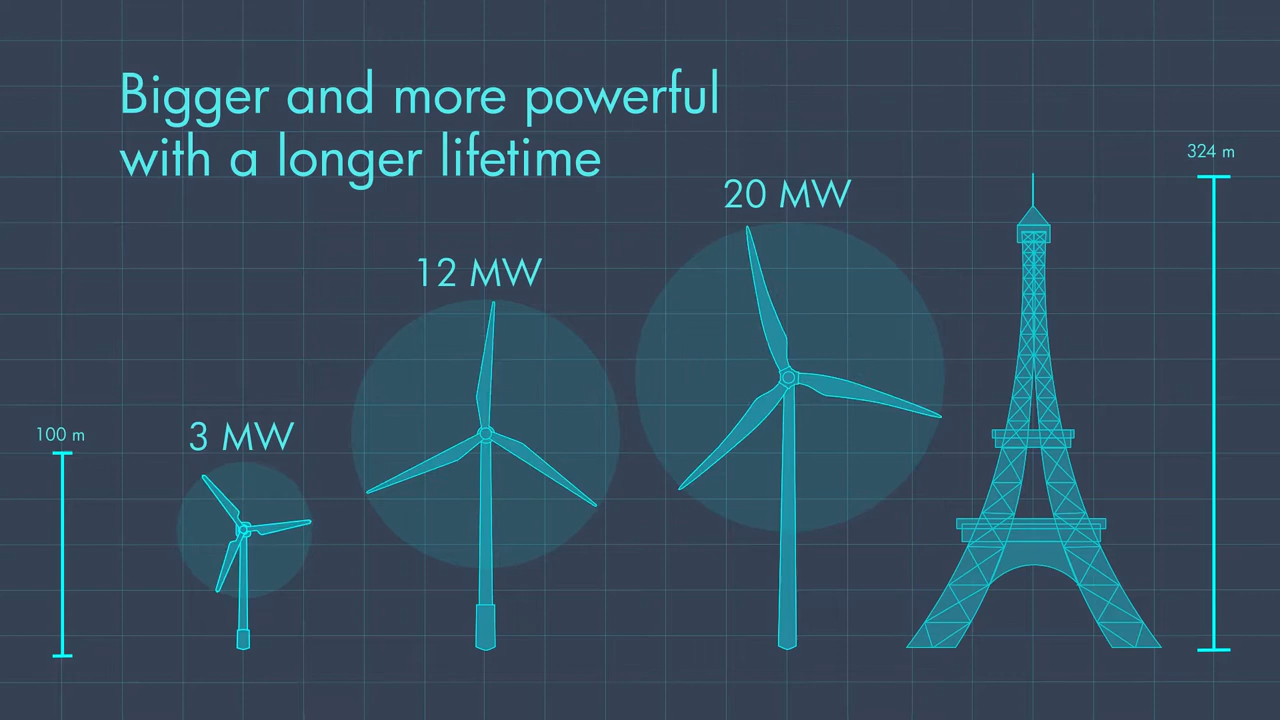 Bigger and more powerful
with a longer lifetime
324 m
20 MW
12 MW
100 m
3 MW